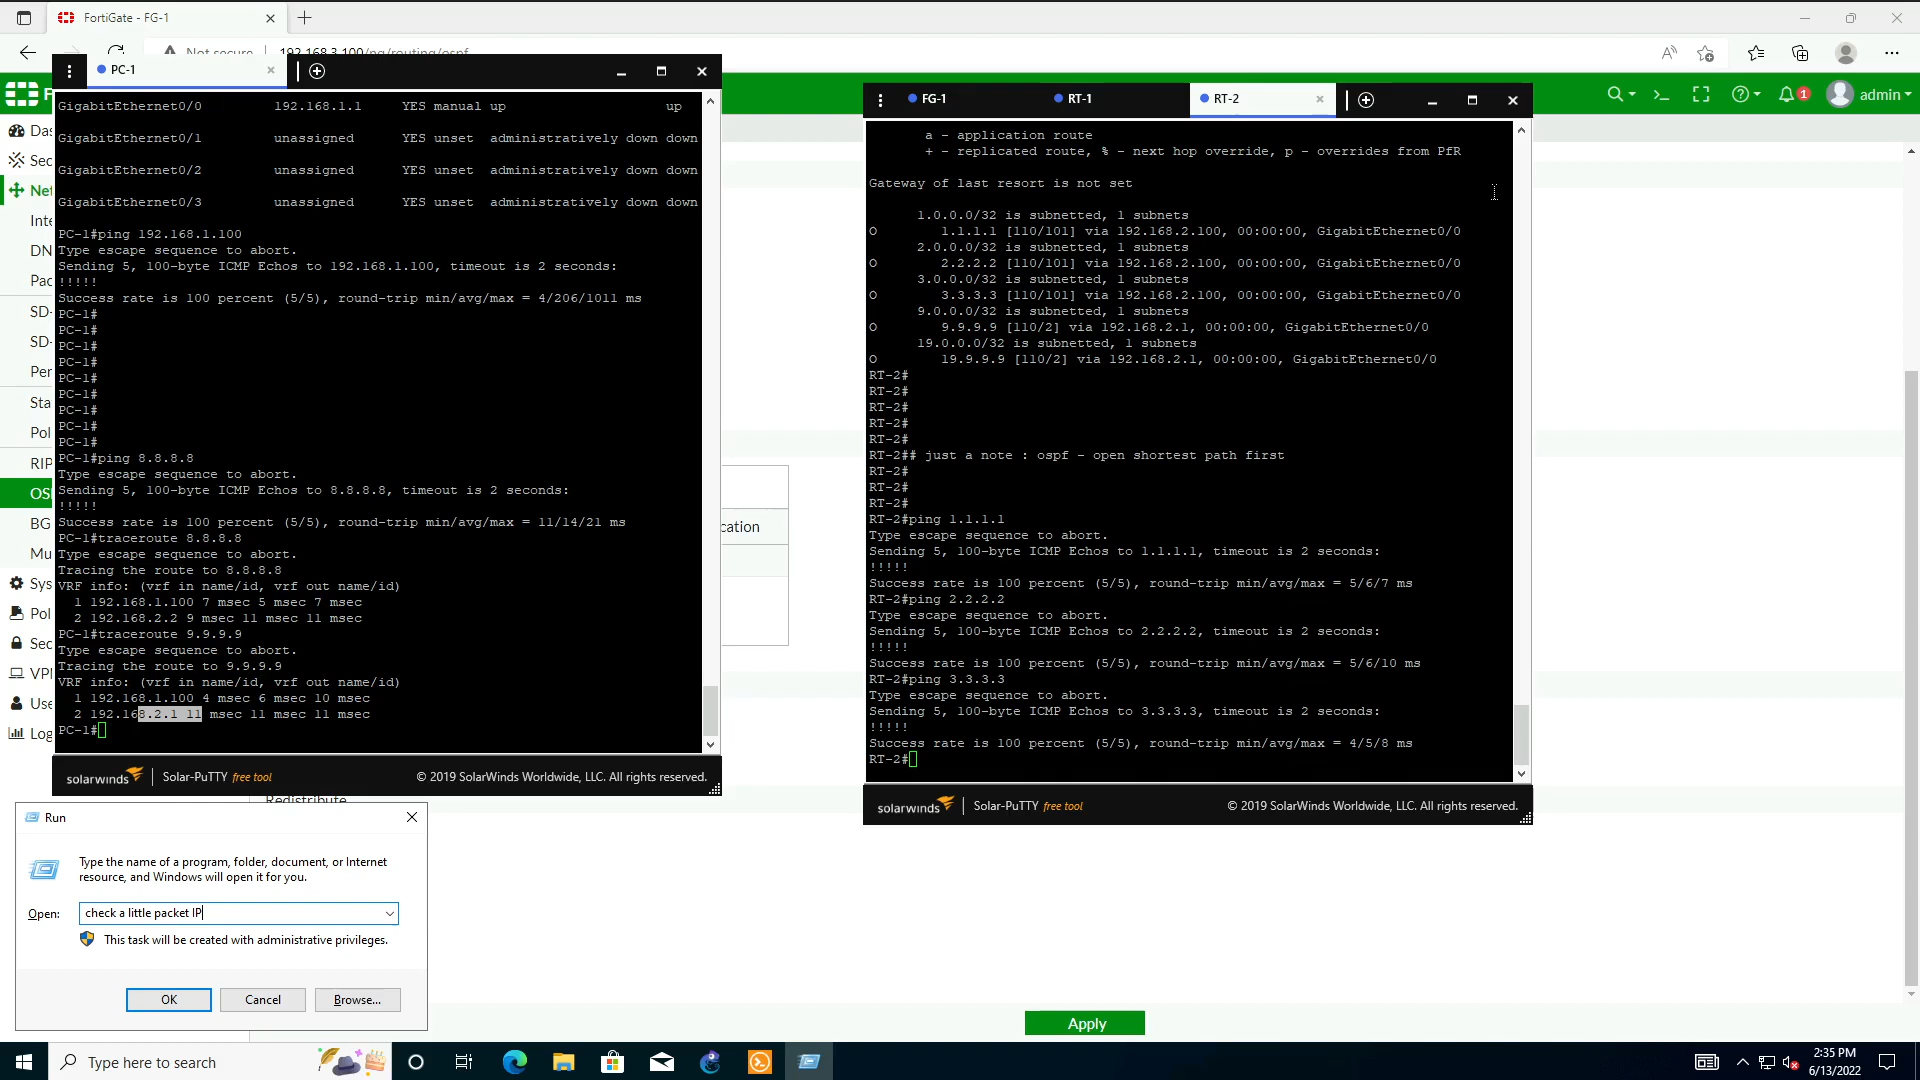 FortiGate - FG-1
Not secure
192.168.3.100/ng/routing/ospf
admin
1
Das
Sec
Net
Inte
DN
Pac
SD-
SD-
Per
Sta
Pol
RIP
OSI
BG
Mu
Sys
Pol
Sec
VPI
Use
Log
PC-1
GigabitEthernet0/0 192.168.1.1 YES manual up up
GigabitEthernet0/1 unassigned YES unset administratively down down
GigabitEthernet0/2 unassigned YES unset administratively down down
GigabitEthernet0/3 unassigned YES unset administratively down down
PC-1#ping 192.168.1.100
Type escape sequence to abort.
Sending 5, 100-byte ICMP Echos to 192.168.1.100, timeout is 2 seconds:
!!!!!
Success rate is 100 percent (5/5), round-trip min/avg/max = 4/206/1011 ms
PC-1#
PC-1#
PC-1#
PC-1#
PC-1#
PC-1#
PC-1#
PC-1#
PC-1#
PC-1#ping 8.8.8.8
Type escape sequence to abort.
Sending 5, 100-byte ICMP Echos to 8.8.8.8, timeout is 2 seconds:
!!!!!
Success rate is 100 percent (5/5), round-trip min/avg/max = 11/14/21 ms
PC-1#traceroute 8.8.8.8
Type escape sequence to abort.
Tracing the route to 8.8.8.8
VRF info: (vrf in name/id, vrf out name/id)
1 192.168.1.100 7 msec 5 msec 7 msec
2 192.168.2.2 9 msec 11 msec 11 msec
PC-1#traceroute 9.9.9.9
Type escape sequence to abort.
Tracing the route to 9.9.9.9
VRF info: (vrf in name/id, vrf out name/id)
1 192.168.1.100 4 msec 6 msec 10 msec
2 192.168.2.1 11 msec 11 msec 11 msec
PC-1#
solarwinds Solar-PuTTY free tool © 2019 SolarWinds Worldwide, LLC. All rights reserved.
cation
FG-1
RT-1
RT-2
a - application route
+ - replicated route, % - next hop override, p - overrides from PfR
Gateway of last resort is not set
1.0.0.0/32 is subnetted, 1 subnets
O 1.1.1.1 [110/101] via 192.168.2.100, 00:00:00, GigabitEthernet0/0
2.0.0.0/32 is subnetted, 1 subnets
O 2.2.2.2 [110/101] via 192.168.2.100, 00:00:00, GigabitEthernet0/0
3.0.0.0/32 is subnetted, 1 subnets
O 3.3.3.3 [110/101] via 192.168.2.100, 00:00:00, GigabitEthernet0/0
9.0.0.0/32 is subnetted, 1 subnets
O 9.9.9.9 [110/2] via 192.168.2.1, 00:00:00, GigabitEthernet0/0
19.0.0.0/32 is subnetted, 1 subnets
O 19.9.9.9 [110/2] via 192.168.2.1, 00:00:00, GigabitEthernet0/0
RT-2#
RT-2#
RT-2#
RT-2#
RT-2#
RT-2## just a note : ospf - open shortest path first
RT-2#
RT-2#
RT-2#
RT-2#ping 1.1.1.1
Type escape sequence to abort.
Sending 5, 100-byte ICMP Echos to 1.1.1.1, timeout is 2 seconds:
!!!!!
Success rate is 100 percent (5/5), round-trip min/avg/max = 5/6/7 ms
RT-2#ping 2.2.2.2
Type escape sequence to abort.
Sending 5, 100-byte ICMP Echos to 2.2.2.2, timeout is 2 seconds:
!!!!!
Success rate is 100 percent (5/5), round-trip min/avg/max = 5/6/10 ms
RT-2#ping 3.3.3.3
Type escape sequence to abort.
Sending 5, 100-byte ICMP Echos to 3.3.3.3, timeout is 2 seconds:
!!!!!
Success rate is 100 percent (5/5), round-trip min/avg/max = 4/5/8 ms
RT-2#
solarwinds Solar-PuTTY free tool © 2019 SolarWinds Worldwide, LLC. All rights reserved.
Redistribute
Run
Type the name of a program, folder, document, or Internet
resource, and Windows will open it for you.
Open: check a little packet IP
This task will be created with administrative privileges.
OK Cancel Browse...
Apply
Type here to search
2:35 PM
6/13/2022